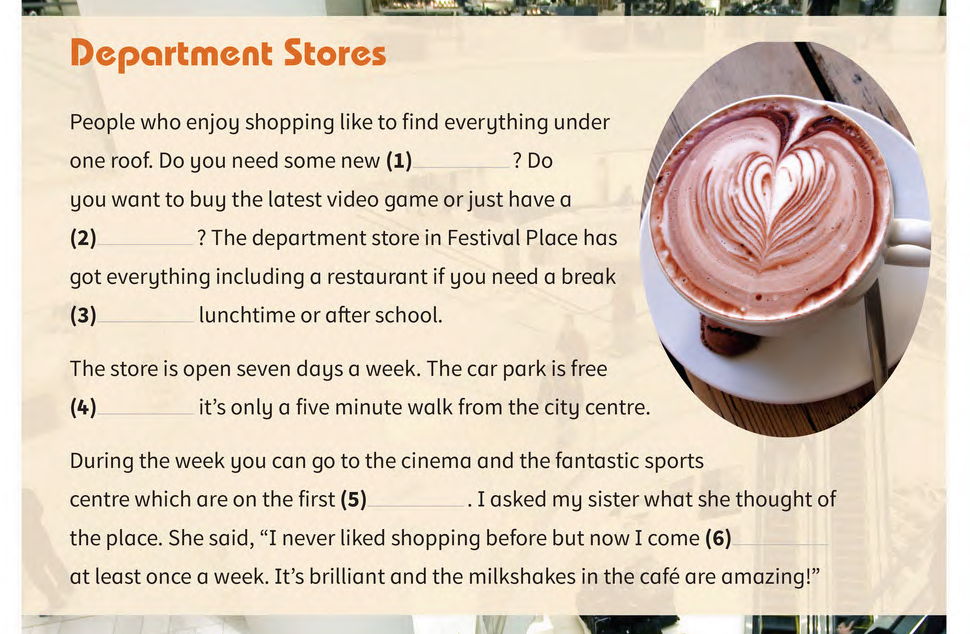 Department Stores
People who enjoy shopping like to find everything under
one roof. Do you need some new (1)__________? Do
you want to buy the latest video game or just have a
(2)__________? The department store in Festival Place has
got everything including a restaurant if you need a break
(3)__________ lunchtime or after school.
The store is open seven days a week. The car park is free
(4)__________ it’s only a five minute walk from the city centre.
During the week you can go to the cinema and the fantastic sports
centre which are on the first (5)__________. I asked my sister what she thought of
the place. She said, “I never liked shopping before but now I come (6)__________
at least once a week. It’s brilliant and the milkshakes in the café are amazing!”